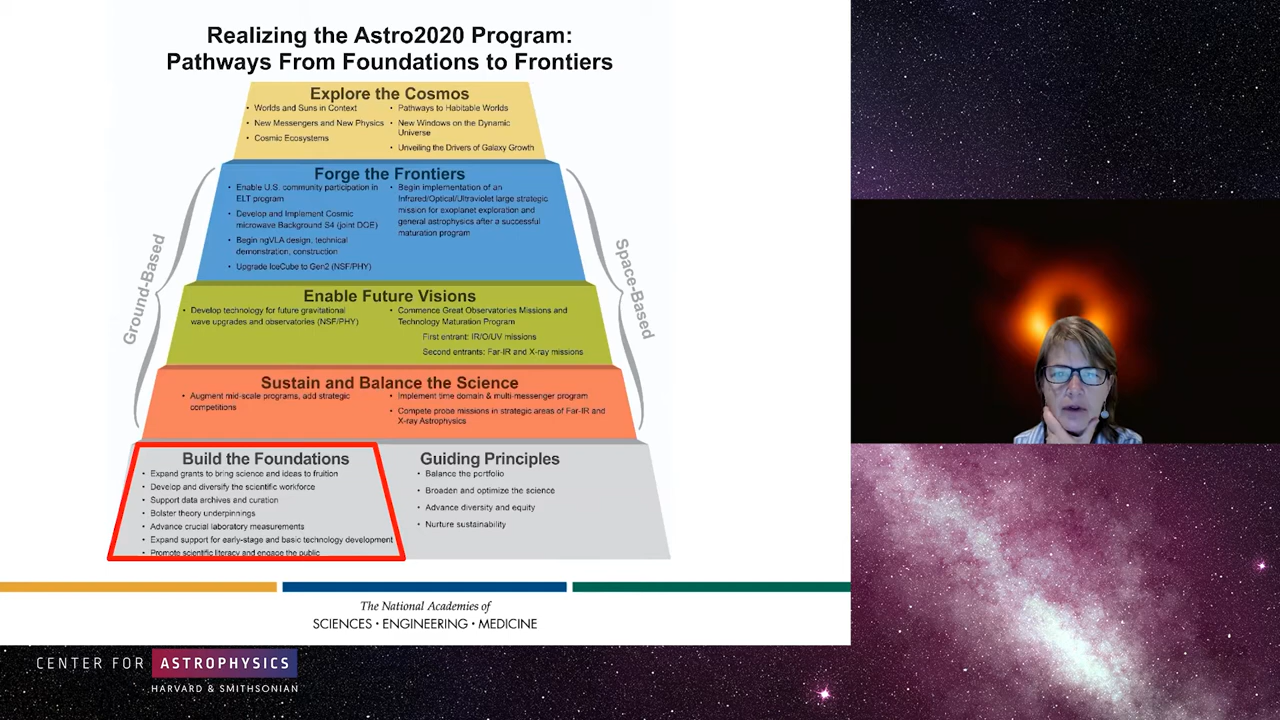 Realizing the Astro2020 Program:
Pathways From Foundations to Frontiers
Explore the Cosmos
• Worlds and Suns in Context
• New Messengers and New Physics
• Cosmic Ecosystems
• Pathways to Habitable Worlds
• New Windows on the Dynamic
Universe
• Unveiling the Drivers of Galaxy Growth
Ground-Based
Forge the Frontiers
• Enable U.S. community participation in
ELT program
• Develop and Implement Cosmic
microwave Background S4 (joint DOE)
• Begin ngVLA design, technical
demonstration, construction
• Upgrade IceCube to Gen2 (NSF/PHY)
• Begin implementation of an
Infrared/Optical/Ultraviolet large strategic
mission for exoplanet exploration and
general astrophysics after a successful
maturation program
Space-Based
Enable Future Visions
• Develop technology for future gravitational
wave upgrades and observatories (NSF/PHY)
• Commence Great Observatories Missions and
Technology Maturation Program
First entrant: IR/O/UV missions
Second entrants: Far-IR and X-ray missions
Sustain and Balance the Science
• Augment mid-scale programs, add strategic
competitions
• Implement time domain & multi-messenger program
• Compete probe missions in strategic areas of Far-IR and
X-ray Astrophysics
Build the Foundations
• Expand grants to bring science and ideas to fruition
• Develop and diversify the scientific workforce
• Support data archives and curation
• Bolster theory underpinnings
• Advance crucial laboratory measurements
• Expand support for early-stage and basic technology development
• Promote scientific literacy and engage the public
Guiding Principles
• Balance the portfolio
• Broaden and optimize the science
• Advance diversity and equity
• Nurture sustainability
The National Academies of
SCIENCES • ENGINEERING • MEDICINE
CENTER FOR ASTROPHYSICS
HARVARD & SMITHSONIAN